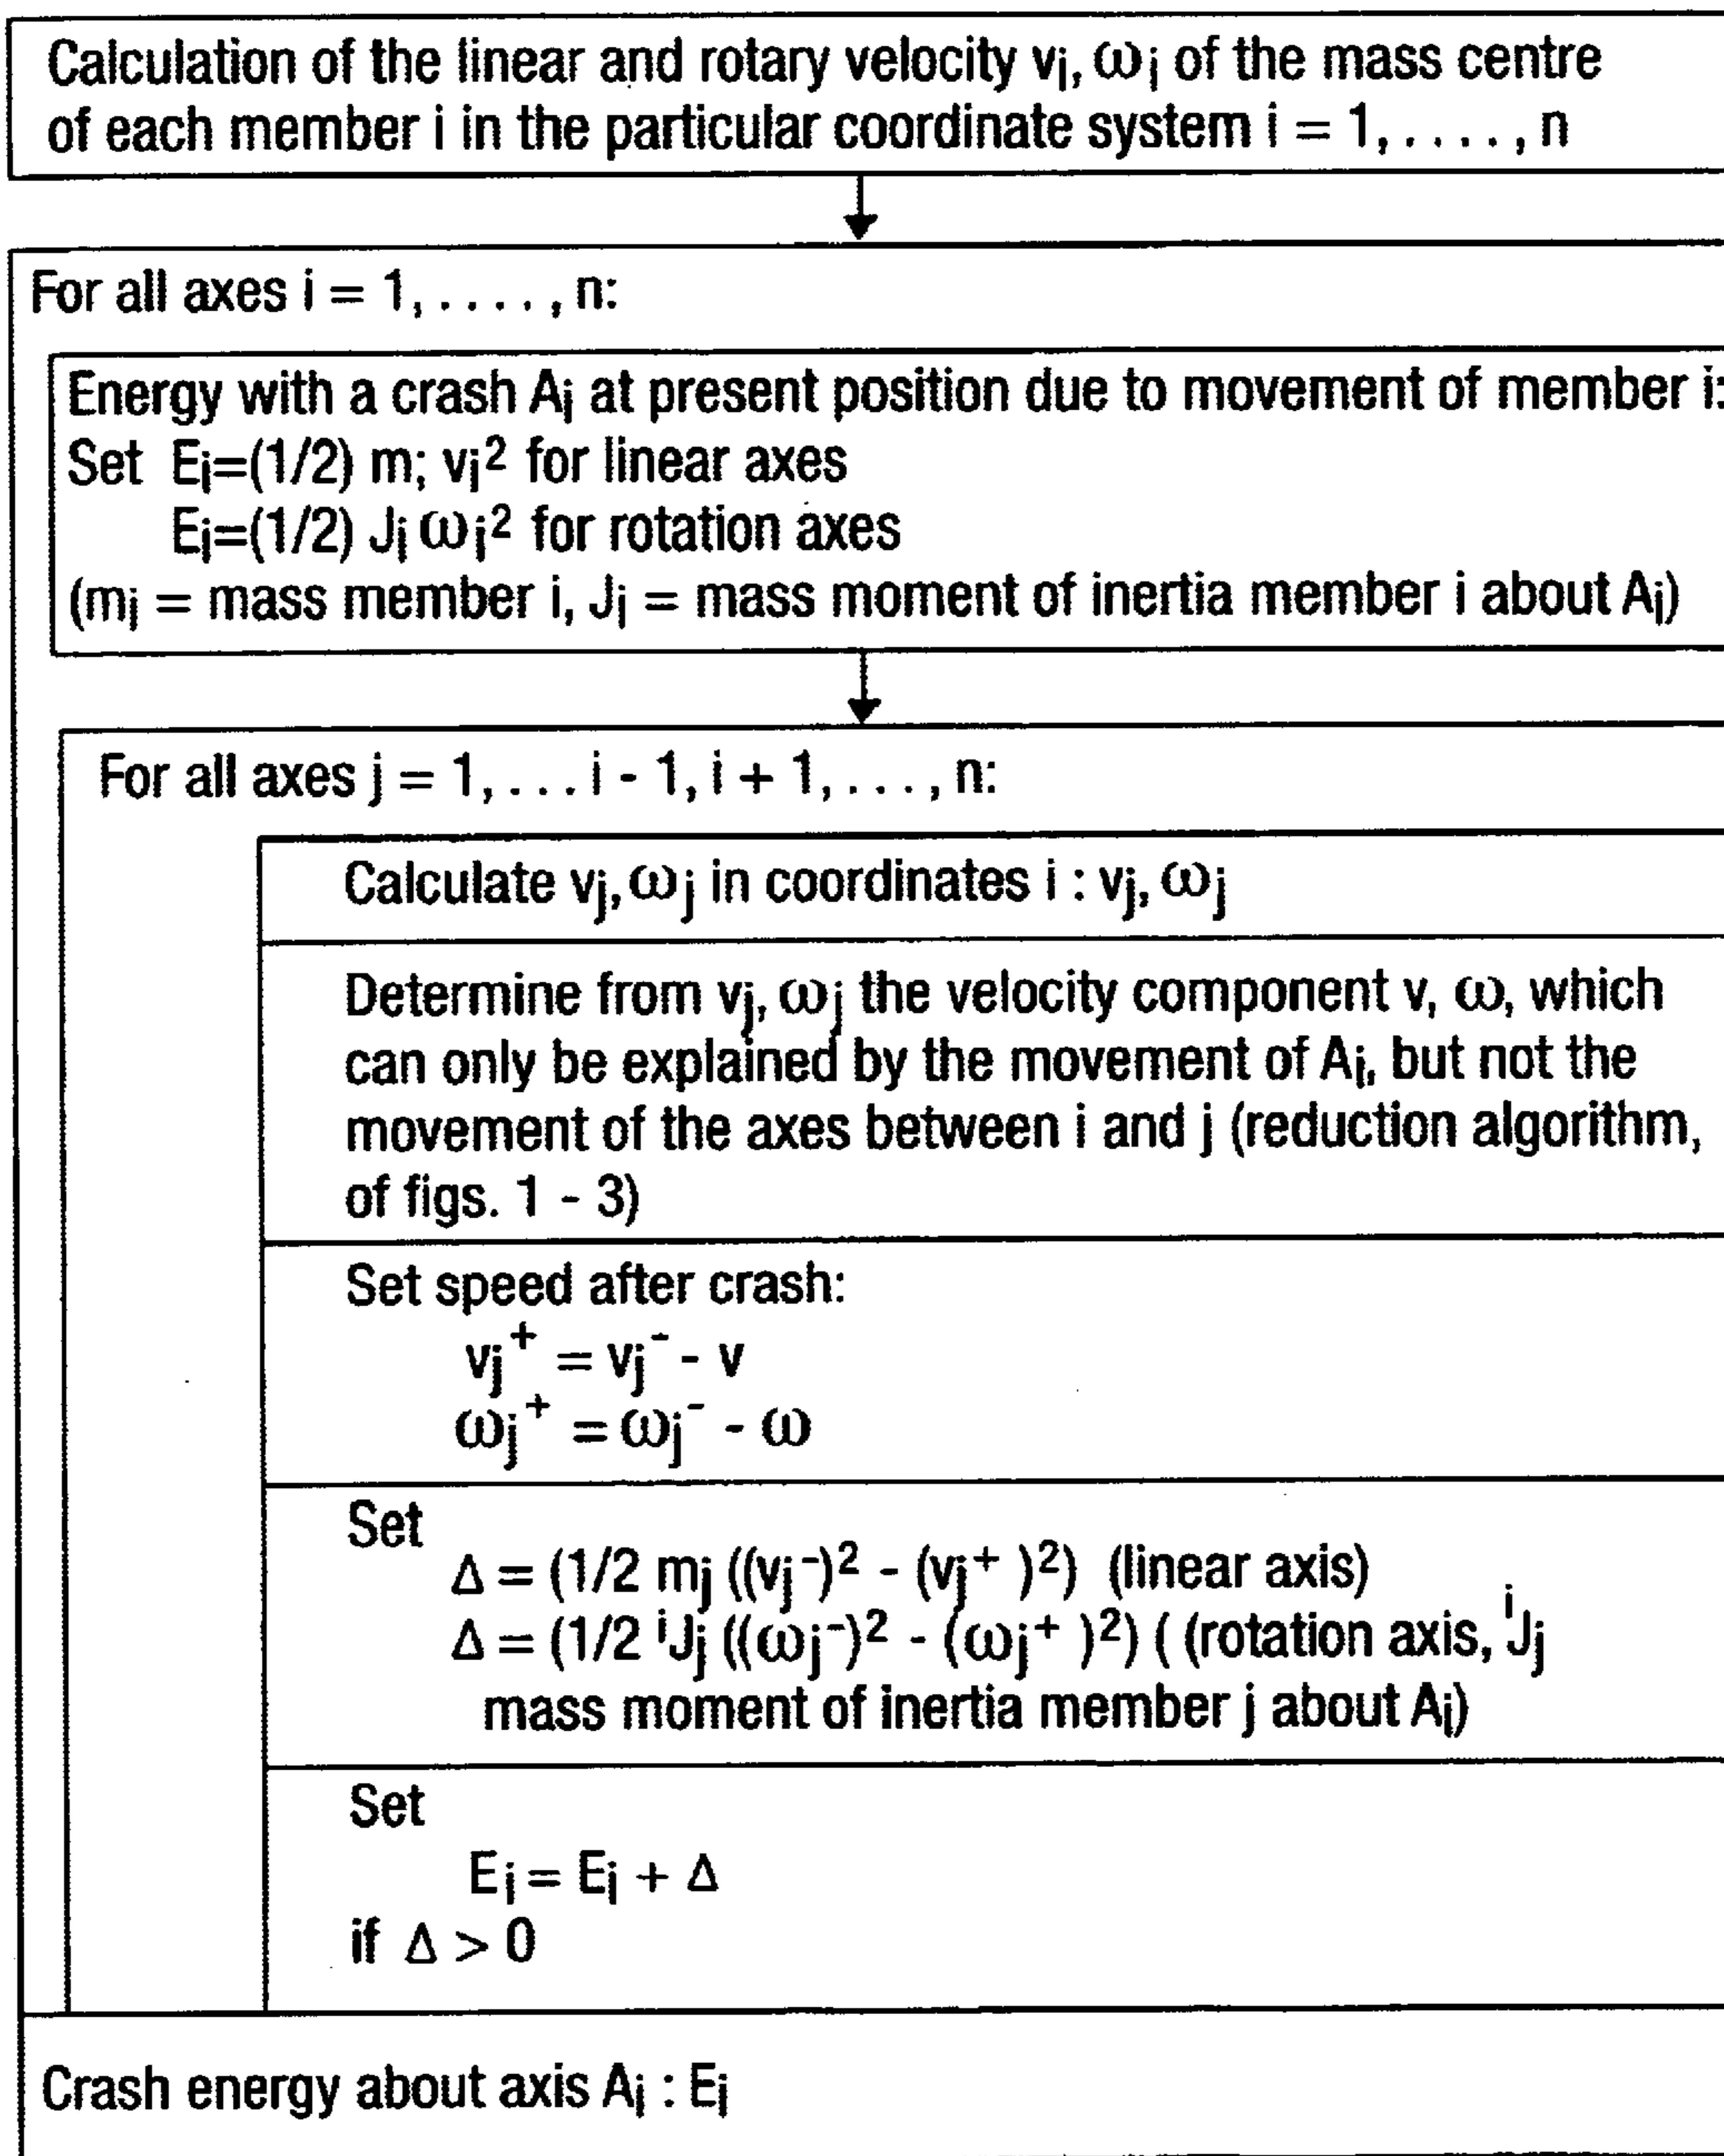 Calculation of the linear and rotary velocity vᵢ, ωᵢ of the mass centre
of each member i in the particular coordinate system i = 1, . . . . , n
For all axes i = 1, . . . . , n:
Energy with a crash Aᵢ at present position due to movement of member i:
Set Eᵢ=(1/2) m; vᵢ² for linear axes
Eᵢ=(1/2) Jᵢ ωᵢ² for rotation axes
(mᵢ = mass member i, Jᵢ = mass moment of inertia member i about Aᵢ)
For all axes j = 1, . . . i - 1, i + 1, . . . , n:
Calculate vⱼ, ωⱼ in coordinates i : vⱼ, ωⱼ
Determine from vⱼ, ωⱼ the velocity component v, ω, which
can only be explained by the movement of Aᵢ, but not the
movement of the axes between i and j (reduction algorithm,
of figs. 1 - 3)
Set speed after crash:
vⱼ⁺ = vⱼ⁻ - v
ωⱼ⁺ = ωⱼ⁻ - ω
Set
Δ = (1/2 mⱼ ((vⱼ⁻)² - (vⱼ⁺ )²) (linear axis)
Δ = (1/2 ⁱJⱼ ((ωⱼ⁻)² - (ωⱼ⁺ )²) ( (rotation axis, ⁱJⱼ
mass moment of inertia member j about Aᵢ)
Set
Eᵢ = Eᵢ + Δ
if Δ > 0
Crash energy about axis Aᵢ : Eᵢ